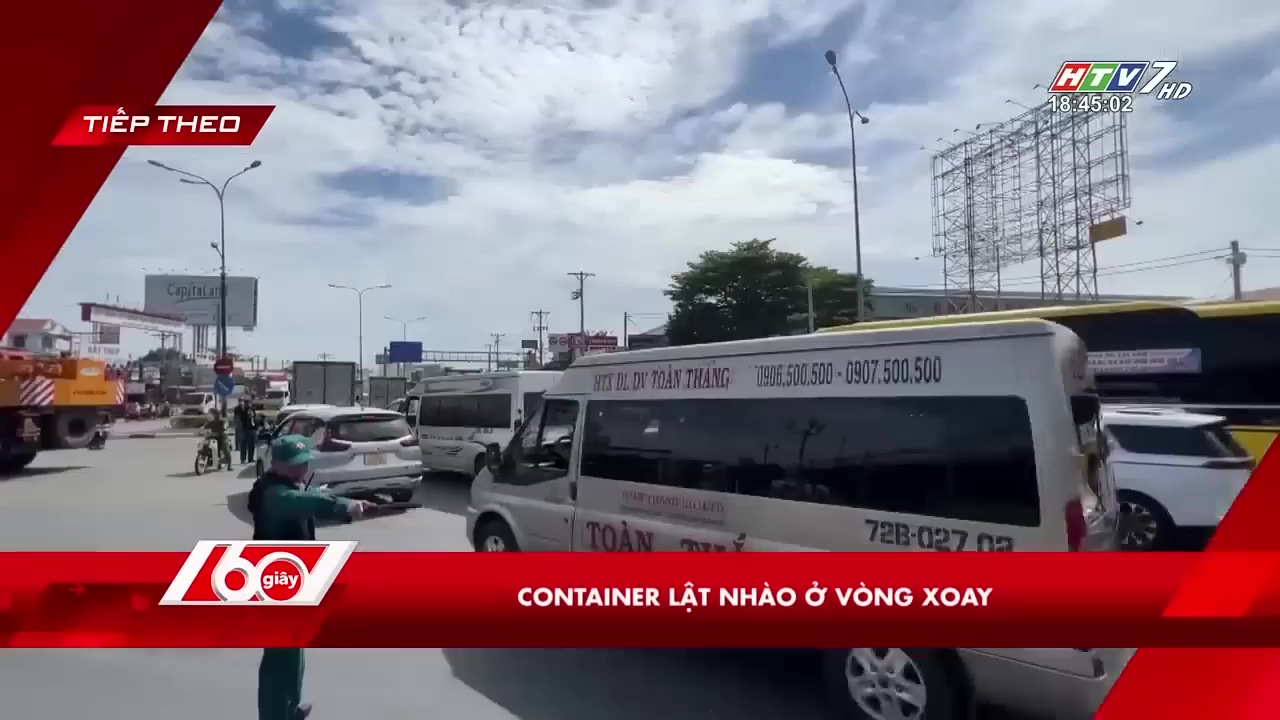 HTV7 HD
18:45:02
TIẾP THEO
CapitaLand
HTX DL DV TOÀN THẮNG 0906.500.500 - 0907.500.500
TOÀN
72B-027.02
60 giây
CONTAINER LẬT NHÀO Ở VÒNG XOAY